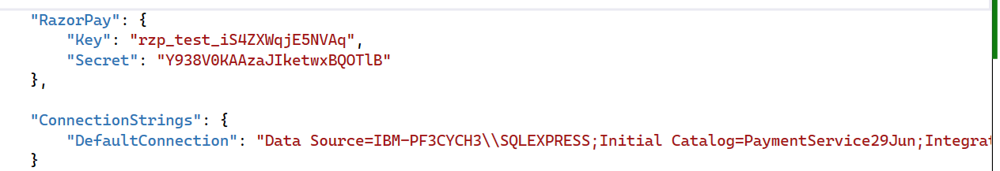 "RazorPay": {
"Key": "rzp_test_iS4ZXWqjE5NVAq",
"Secret": "Y938V0KAAzaJIketwxBQOTlB"
},
"ConnectionStrings": {
"DefaultConnection": "Data Source=IBM-PF3CYCH3\\SQLEXPRESS;Initial Catalog=PaymentService29Jun;Integrat
}